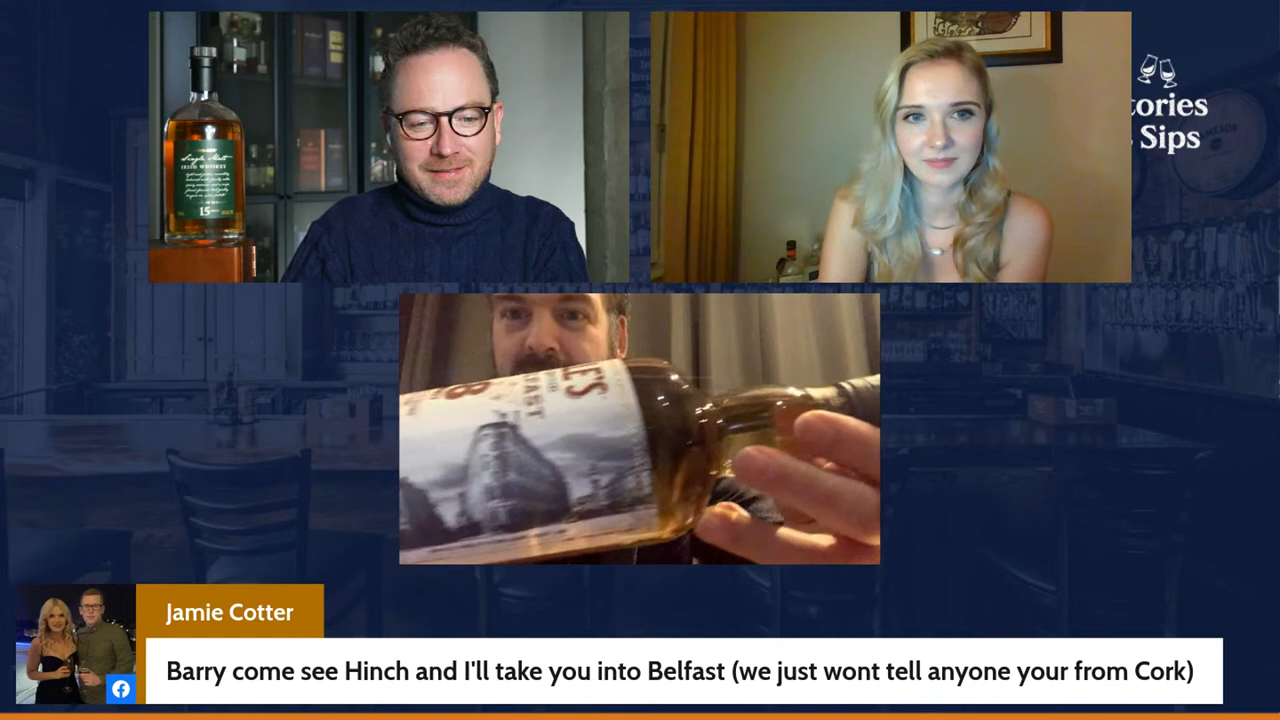 Single Malt
IRISH WHISKEY
15
tories
Sips
Jamie Cotter
Barry come see Hinch and I'll take you into Belfast (we just wont tell anyone your from Cork)